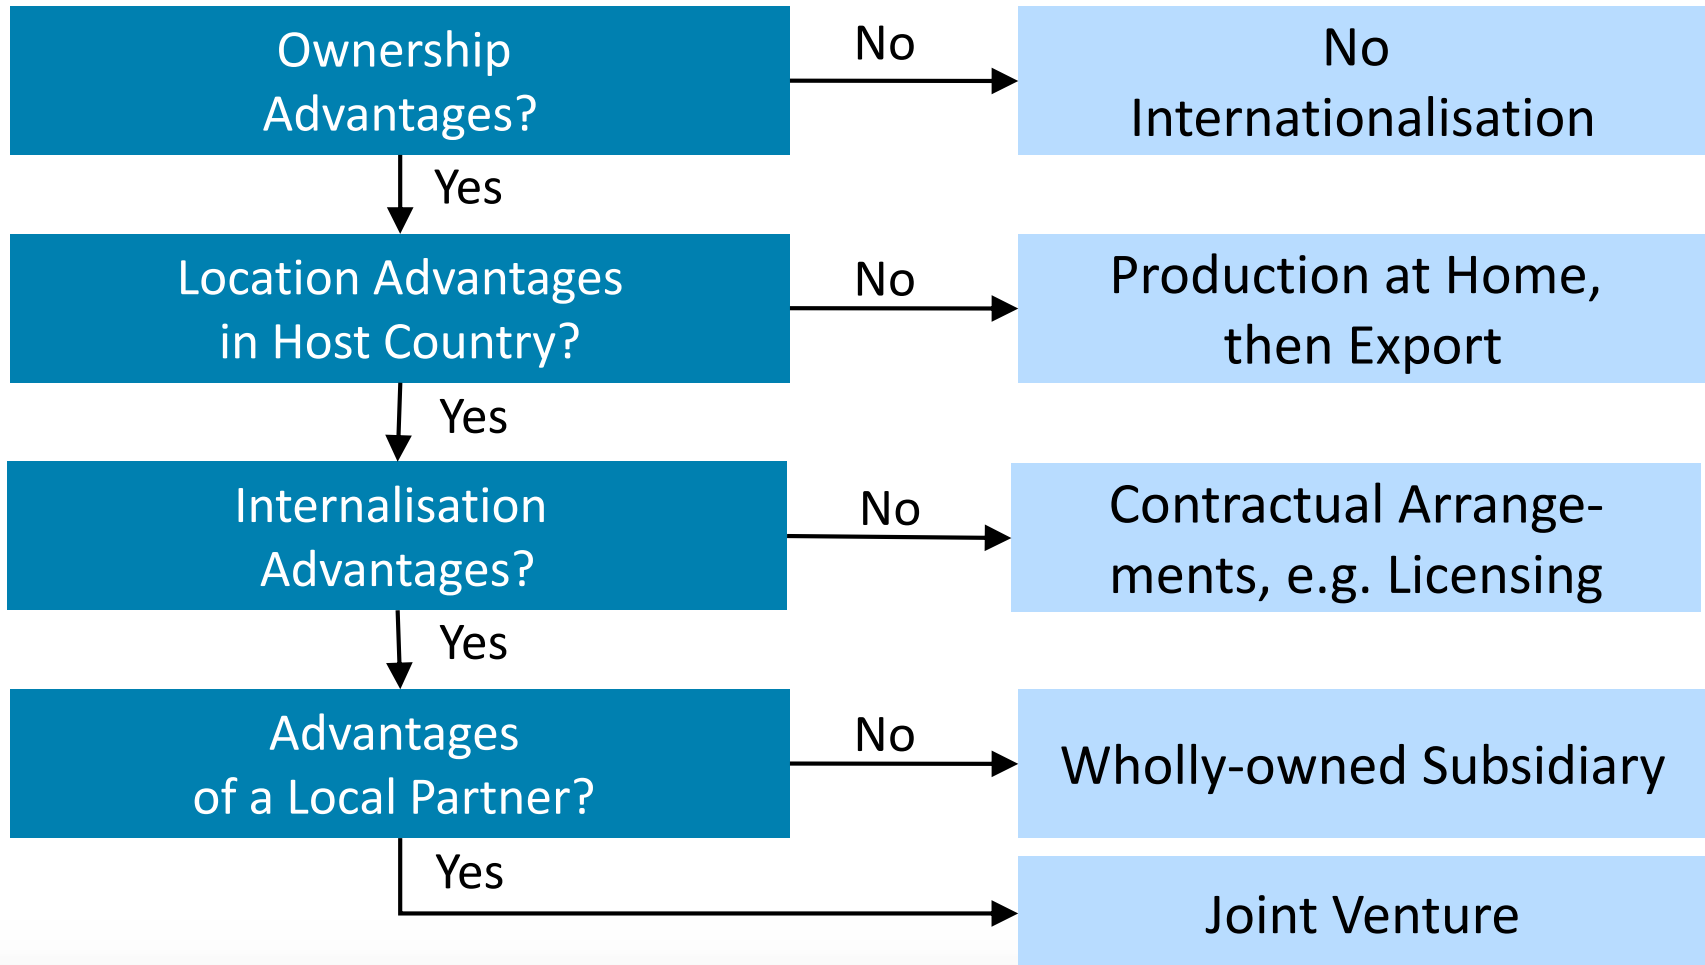 Ownership
Advantages?
No
No
Internationalisation
Yes
Location Advantages
in Host Country?
No
Production at Home,
then Export
Yes
Internalisation
Advantages?
No
Contractual Arrange-
ments, e.g. Licensing
Yes
Advantages
of a Local Partner?
No
Wholly-owned Subsidiary
Yes
Joint Venture